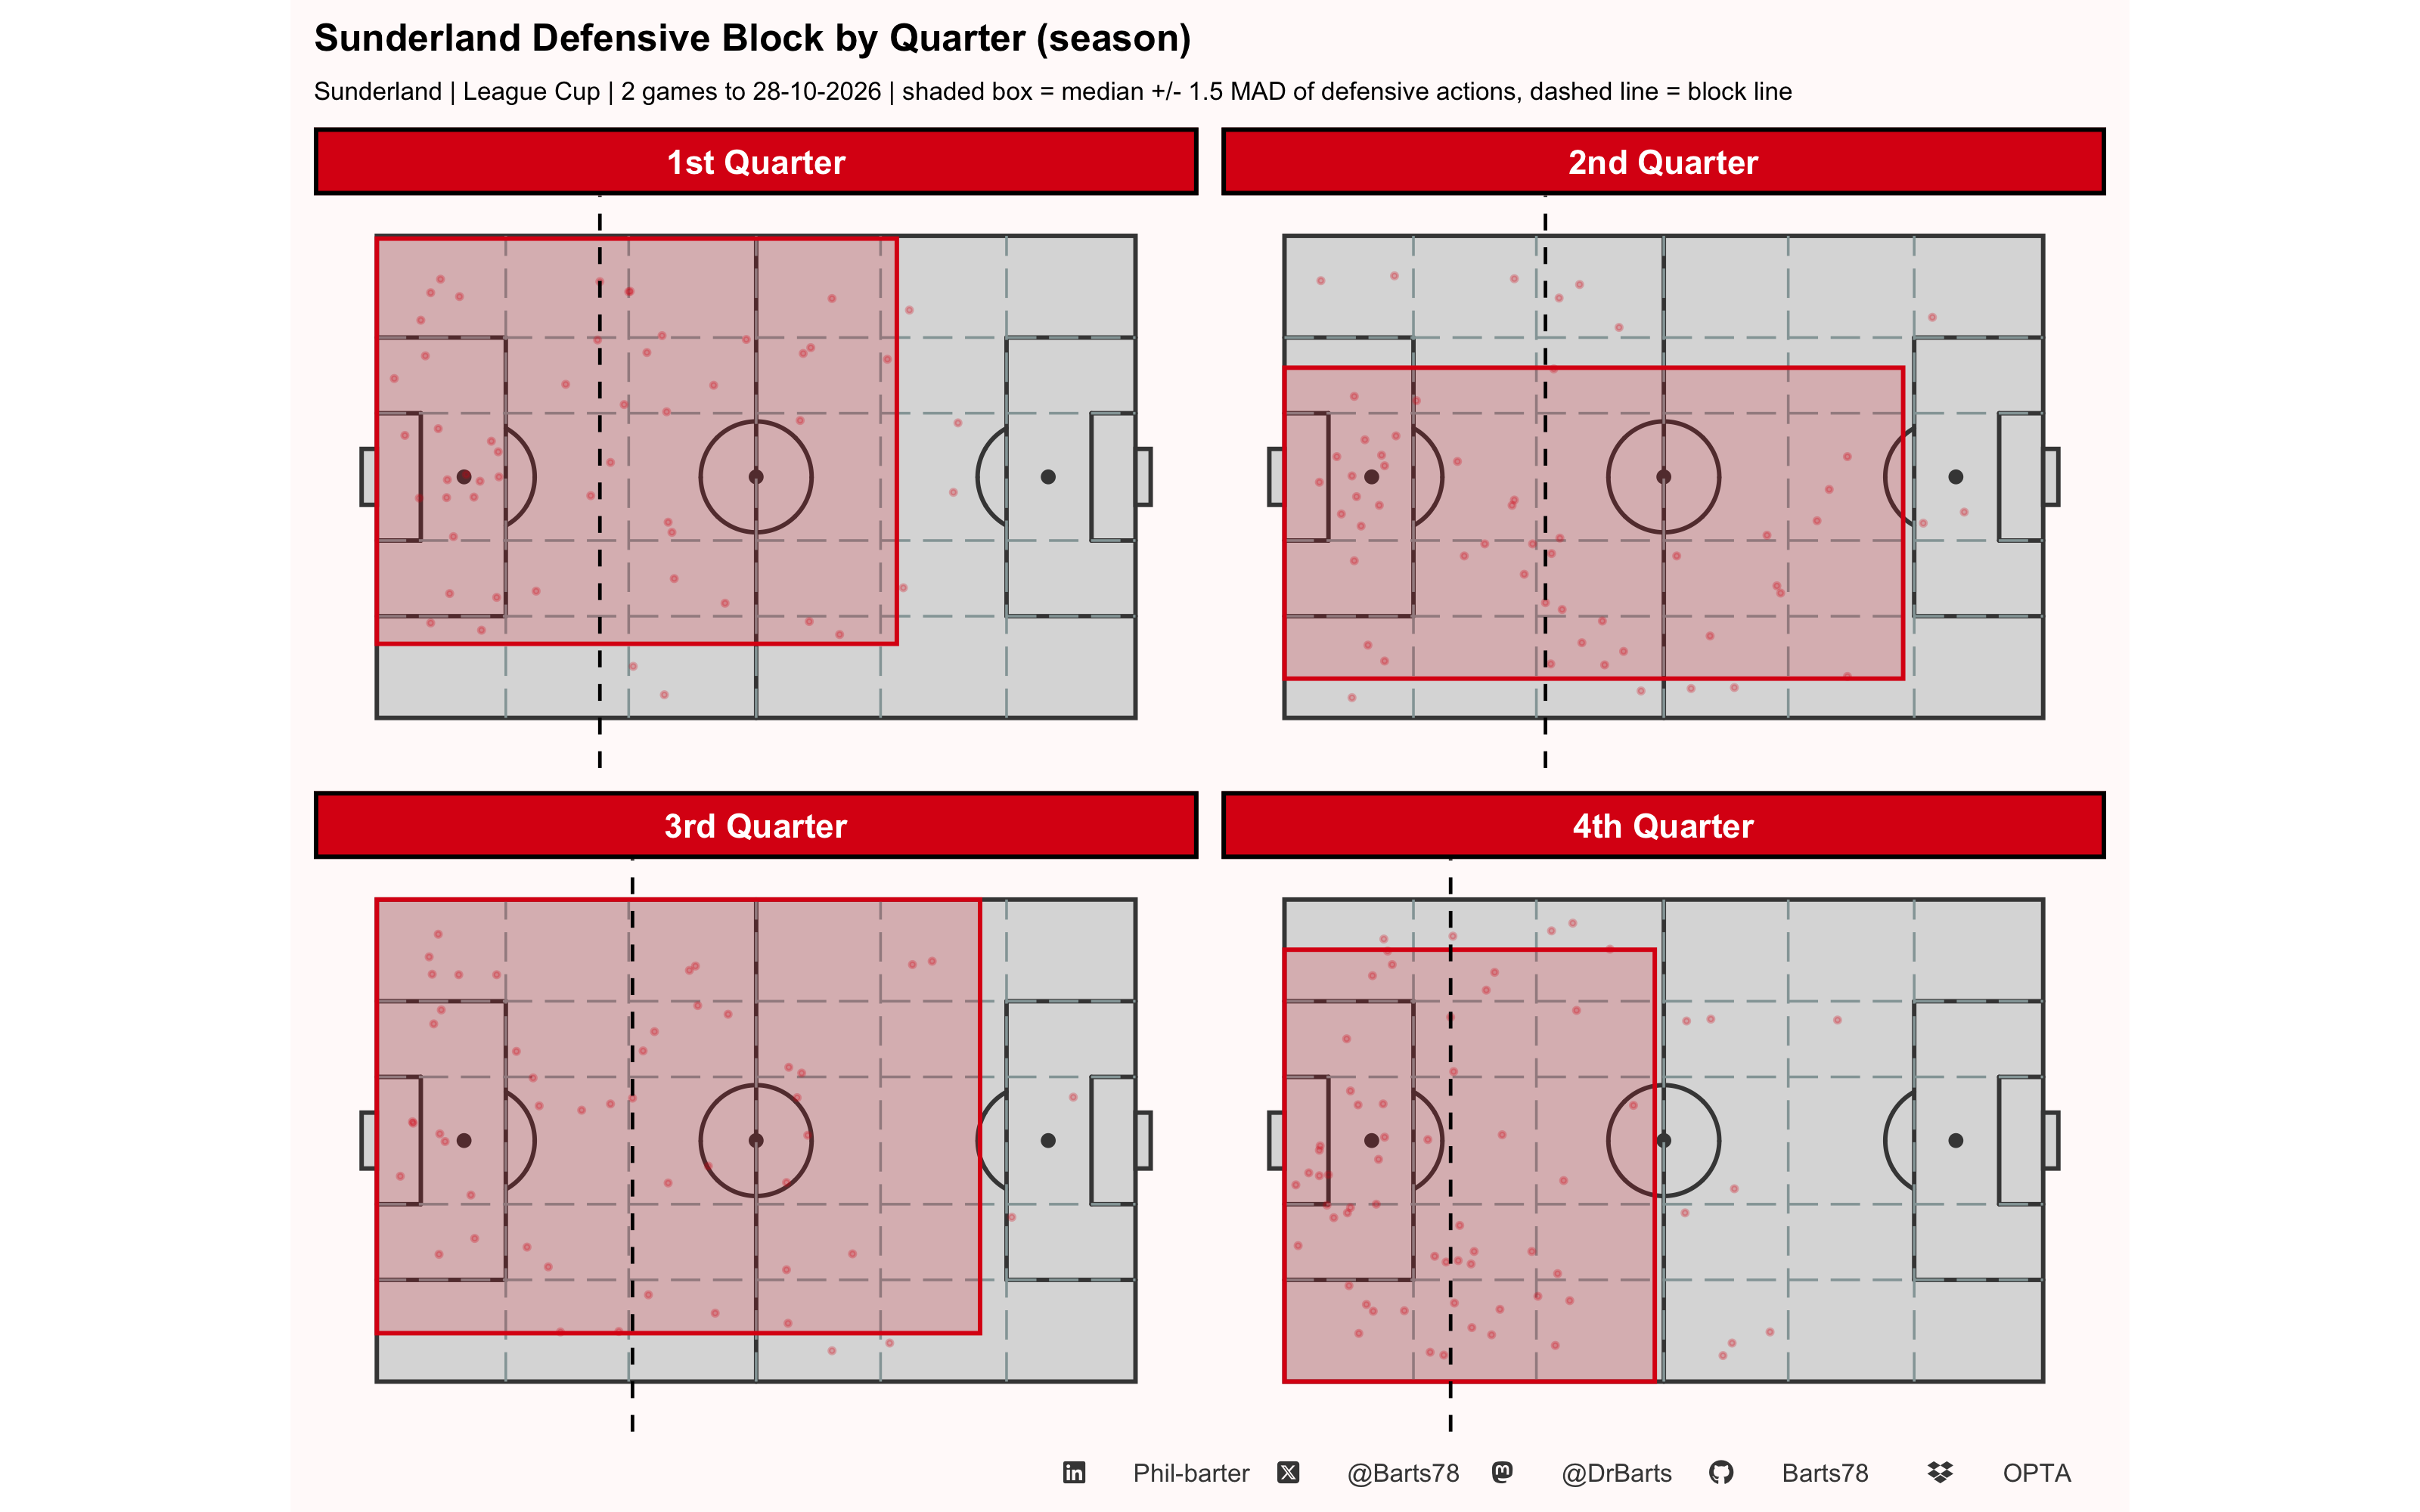 Sunderland Defensive Block by Quarter (season)
Sunderland | League Cup | 2 games to 28-10-2026 | shaded box = median +/- 1.5 MAD of defensive actions, dashed line = block line
1st Quarter
2nd Quarter
3rd Quarter
4th Quarter
Phil-barter @Barts78 @DrBarts Barts78 OPTA